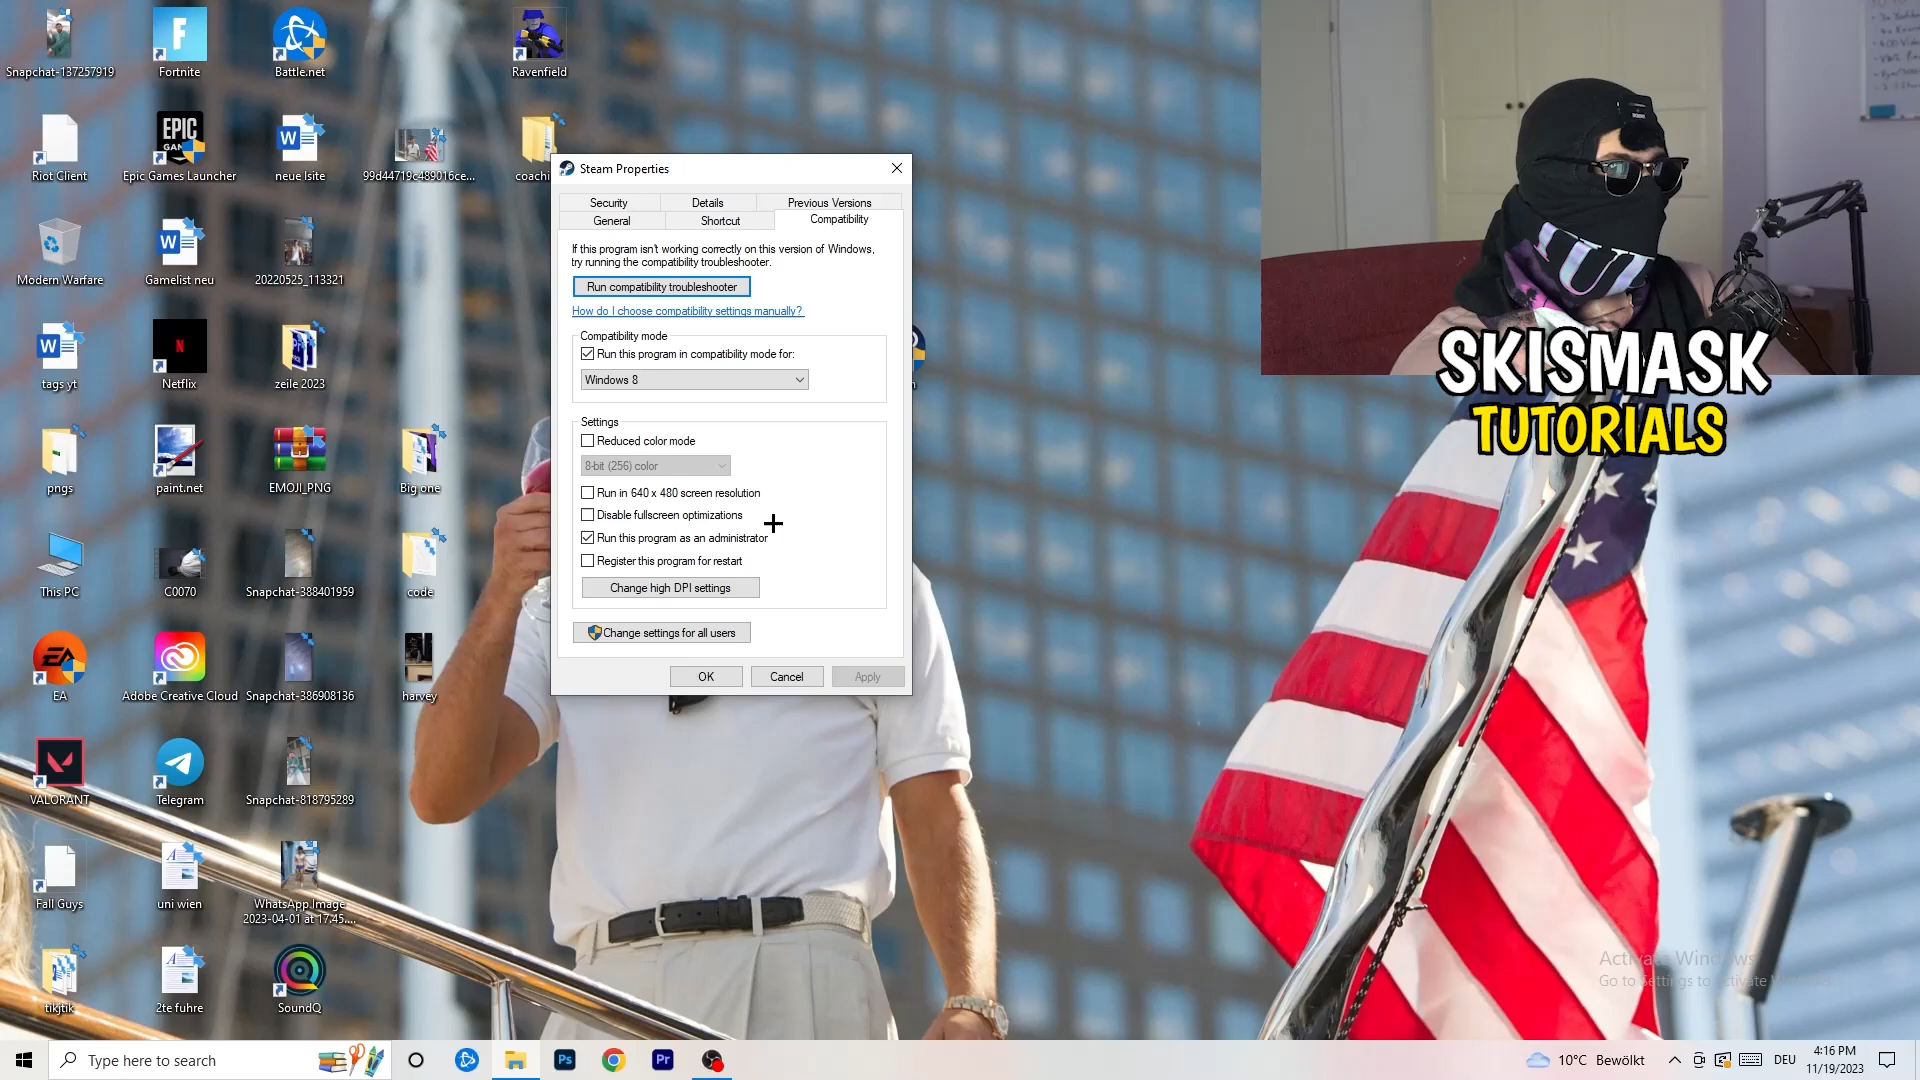 Snapchat-137257919
Fortnite
Battle.net
Ravenfield
Riot Client
Epic Games Launcher
neue lsite
99d44719c489016ce...
coachi
Modern Warfare
Gamelist neu
20220525_113321
tags yt
Netflix
zeile 2023
pngs
paint.net
EMOJI_PNG
Big one
This PC
C0070
Snapchat-388401959
code
EA
Adobe Creative Cloud
Snapchat-386908136
harvey
VALORANT
Telegram
Snapchat-818795289
Fall Guys
uni wien
WhatsApp Image
2023-04-01 at 17.45....
tikjtik
2te fuhre
SoundQ
Steam Properties
Security
Details
Previous Versions
General
Shortcut
Compatibility
If this program isn't working correctly on this version of Windows,
try running the compatibility troubleshooter.
Run compatibility troubleshooter
How do I choose compatibility settings manually?
Compatibility mode
Run this program in compatibility mode for:
Windows 8
Settings
Reduced color mode
8-bit (256) color
Run in 640 x 480 screen resolution
Disable fullscreen optimizations
Run this program as an administrator
Register this program for restart
Change high DPI settings
Change settings for all users
OK
Cancel
Apply
SKISMASK
TUTORIALS
Activate Windows
Go to Settings to activate
Type here to search
10°C Bewölkt
DEU
4:16 PM
11/19/2023